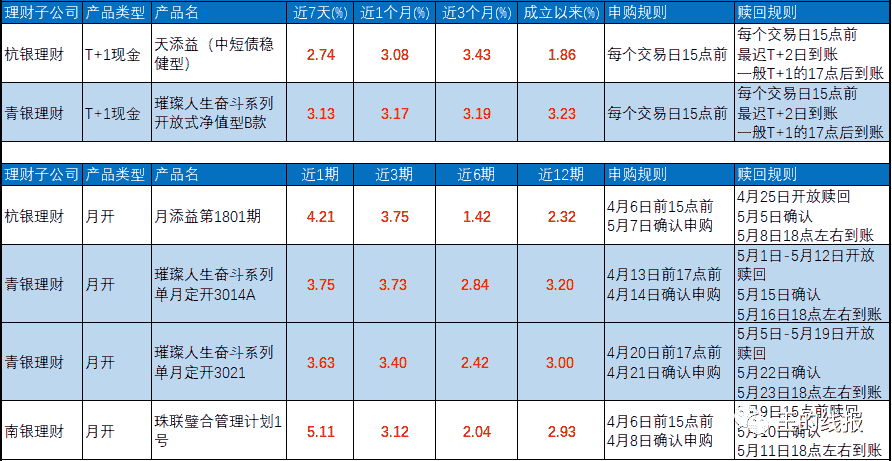 理财子公司 产品类型 产品名 近7天(%) 近1个月(%) 近3个月(%) 成立以来(%) 申购规则 赎回规则
杭银理财 T+1现金 天添益（中短债稳
健型） 2.74 3.08 3.43 1.86 每个交易日15点前 每个交易日15点前
最迟T+2日到账
一般T+1的17点后到账
青银理财 T+1现金 璀璨人生奋斗系列
开放式净值型B款 3.13 3.17 3.19 3.23 每个交易日15点前 每个交易日15点前
最迟T+2日到账
一般T+1的17点后到账
理财子公司 产品类型 产品名 近1期 近3期 近6期 近12期 申购规则 赎回规则
杭银理财 月开 月添益第1801期 4.21 3.75 1.42 2.32 4月6日前15点前
5月7日确认申购 4月25日开放赎回
5月5日确认
5月8日18点左右到账
青银理财 月开 璀璨人生奋斗系列
单月定开3014A 3.75 3.73 2.84 3.20 4月13日前17点前
4月14日确认申购 5月1日-5月12日开放
赎回
5月15日确认
5月16日18点左右到账
青银理财 月开 璀璨人生奋斗系列
单月定开3021 3.63 3.40 2.42 3.00 4月20日前17点前
4月21日确认申购 5月5日-5月19日开放
赎回
5月22日确认
5月23日18点左右到账
南银理财 月开 珠联璧合管理计划1
号 5.11 3.12 2.04 2.93 4月6日前15点前
4月8日确认申购 9日15点前赎回
5月10日确认
5月11日18点左右到账
的线报